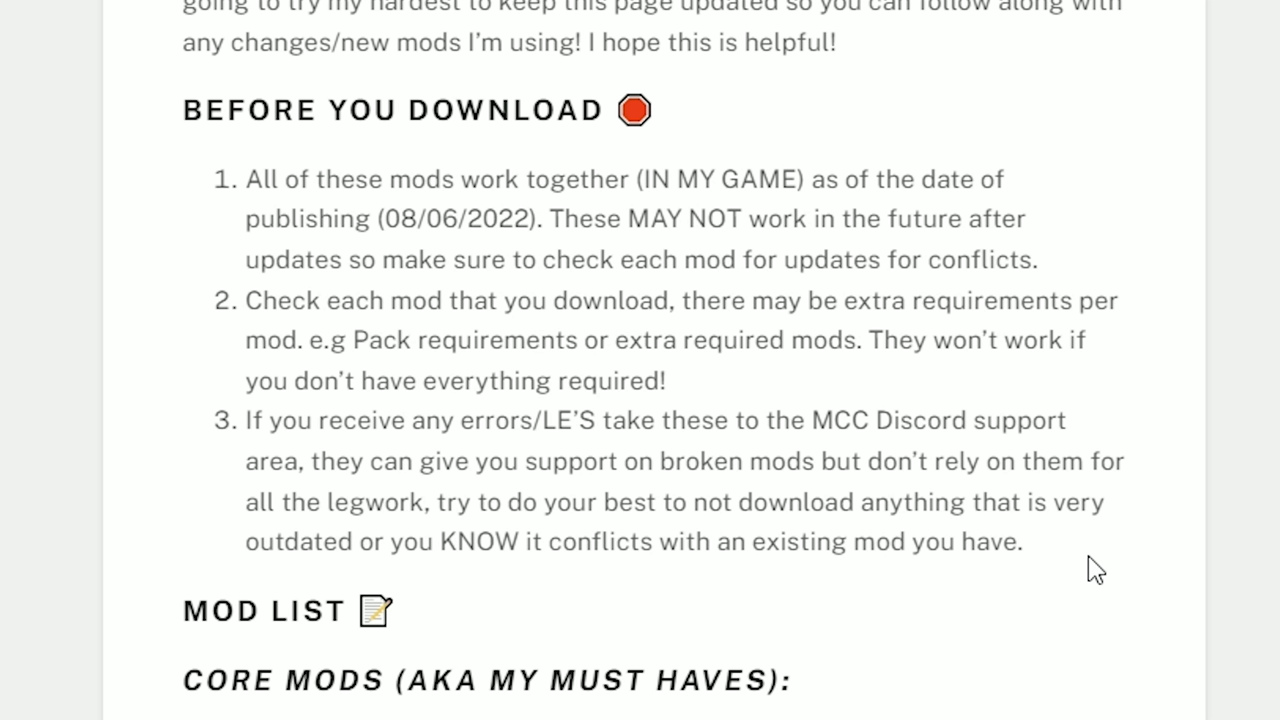 going to try my hardest to keep this page updated so you can follow along with
any changes/new mods I'm using! I hope this is helpful!
BEFORE YOU DOWNLOAD 🛑
1. All of these mods work together (IN MY GAME) as of the date of
publishing (08/06/2022). These MAY NOT work in the future after
updates so make sure to check each mod for updates for conflicts.
2. Check each mod that you download, there may be extra requirements per
mod. e.g Pack requirements or extra required mods. They won't work if
you don't have everything required!
3. If you receive any errors/LE'S take these to the MCC Discord support
area, they can give you support on broken mods but don't rely on them for
all the legwork, try to do your best to not download anything that is very
outdated or you KNOW it conflicts with an existing mod you have.
MOD LIST 📝
CORE MODS (AKA MY MUST HAVES):